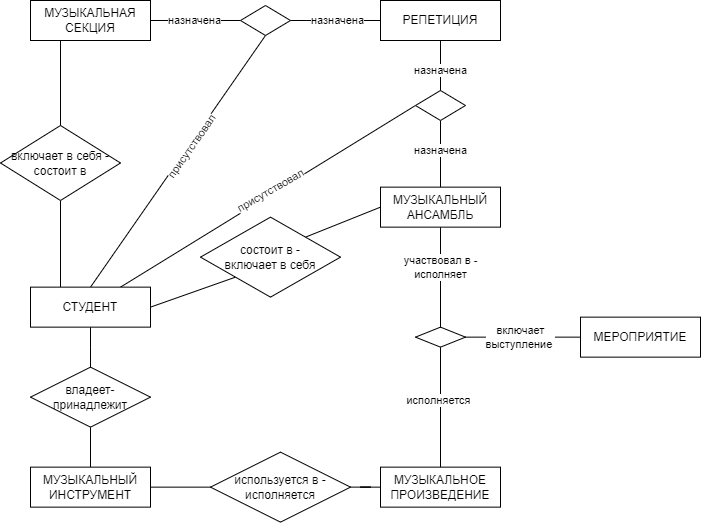 МУЗЫКАЛЬНАЯ
СЕКЦИЯ
назначена
назначена
РЕПЕТИЦИЯ
назначена
присутствовал
включает в себя -
состоит в
назначена
присутствовал
МУЗЫКАЛЬНЫЙ
АНСАМБЛЬ
состоит в -
включает в себя
участвовал в -
исполняет
СТУДЕНТ
включает
выступление
МЕРОПРИЯТИЕ
владеет-
принадлежит
исполняется
МУЗЫКАЛЬНЫЙ
ИНСТРУМЕНТ
используется в -
исполняется
МУЗЫКАЛЬНОЕ
ПРОИЗВЕДЕНИЕ